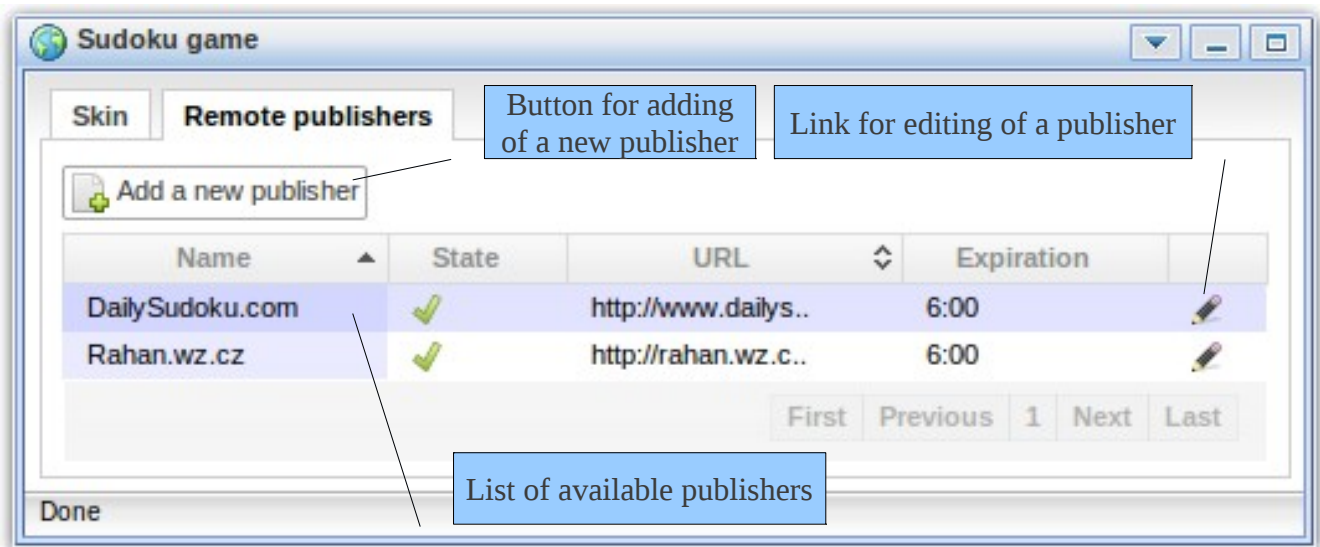 Sudoku game
Skin Remote publishers
Button for adding
of a new publisher
Link for editing of a publisher
Add a new publisher
Name State URL Expiration
DailySudoku.com http://www.dailys.. 6:00
Rahan.wz.cz http://rahan.wz.c.. 6:00
First Previous 1 Next Last
List of available publishers
Done